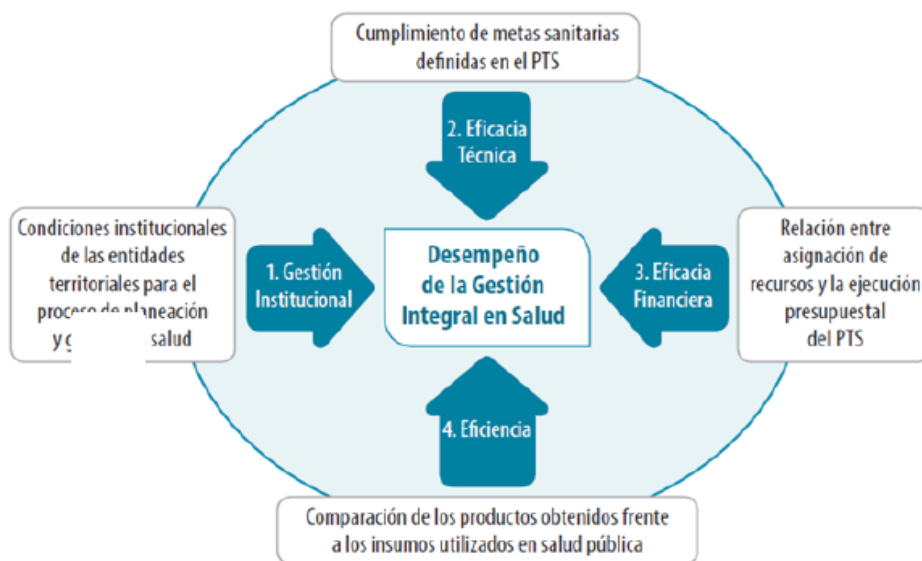 Cumplimiento de metas sanitarias
definidas en el PTS
2. Eficacia
Técnica
Condiciones institucionales
de las entidades
territoriales para el
proceso de planeación
y g salud
1. Gestión
Institucional
Desempeño
de la Gestión
Integral en Salud
3. Eficacia
Financiera
Relación entre
asignación de
recursos y la ejecución
presupuestal
del PTS
4. Eficiencia
Comparación de los productos obtenidos frente
a los insumos utilizados en salud pública